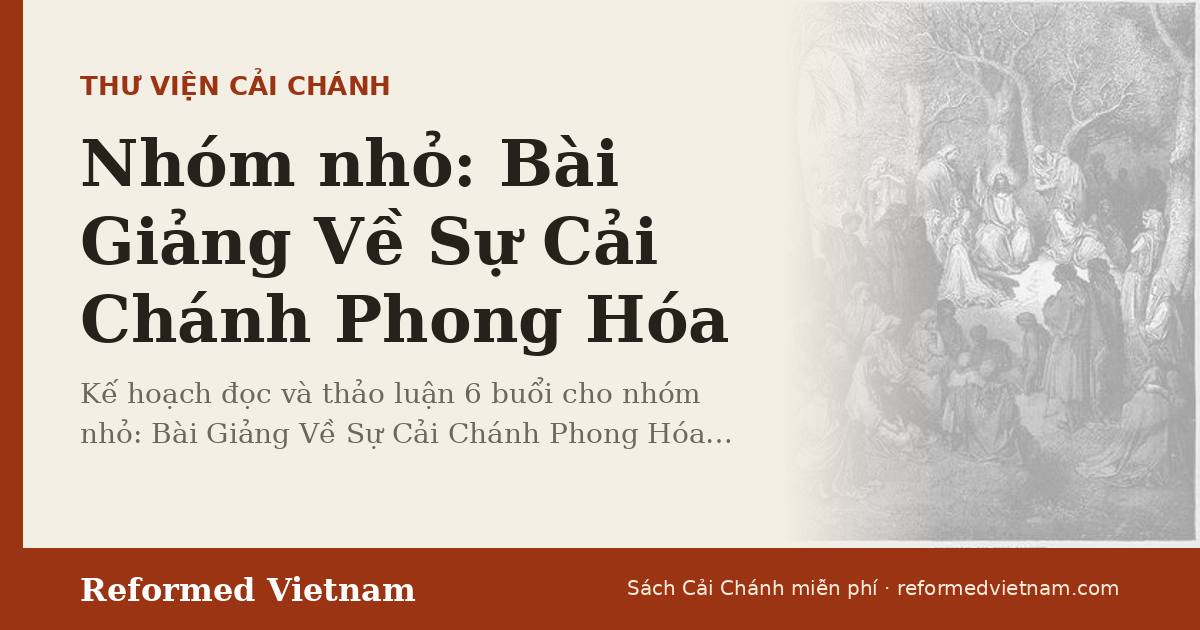 THƯ VIỆN CẢI CHÁNH
Nhóm nhỏ: Bài
Giảng Về Sự Cải
Chánh Phong Hóa
Kế hoạch đọc và thảo luận 6 buổi cho nhóm
nhỏ: Bài Giảng Về Sự Cải Chánh Phong Hóa...
Reformed Vietnam
Sách Cải Chánh miễn phí · reformedvietnam.com